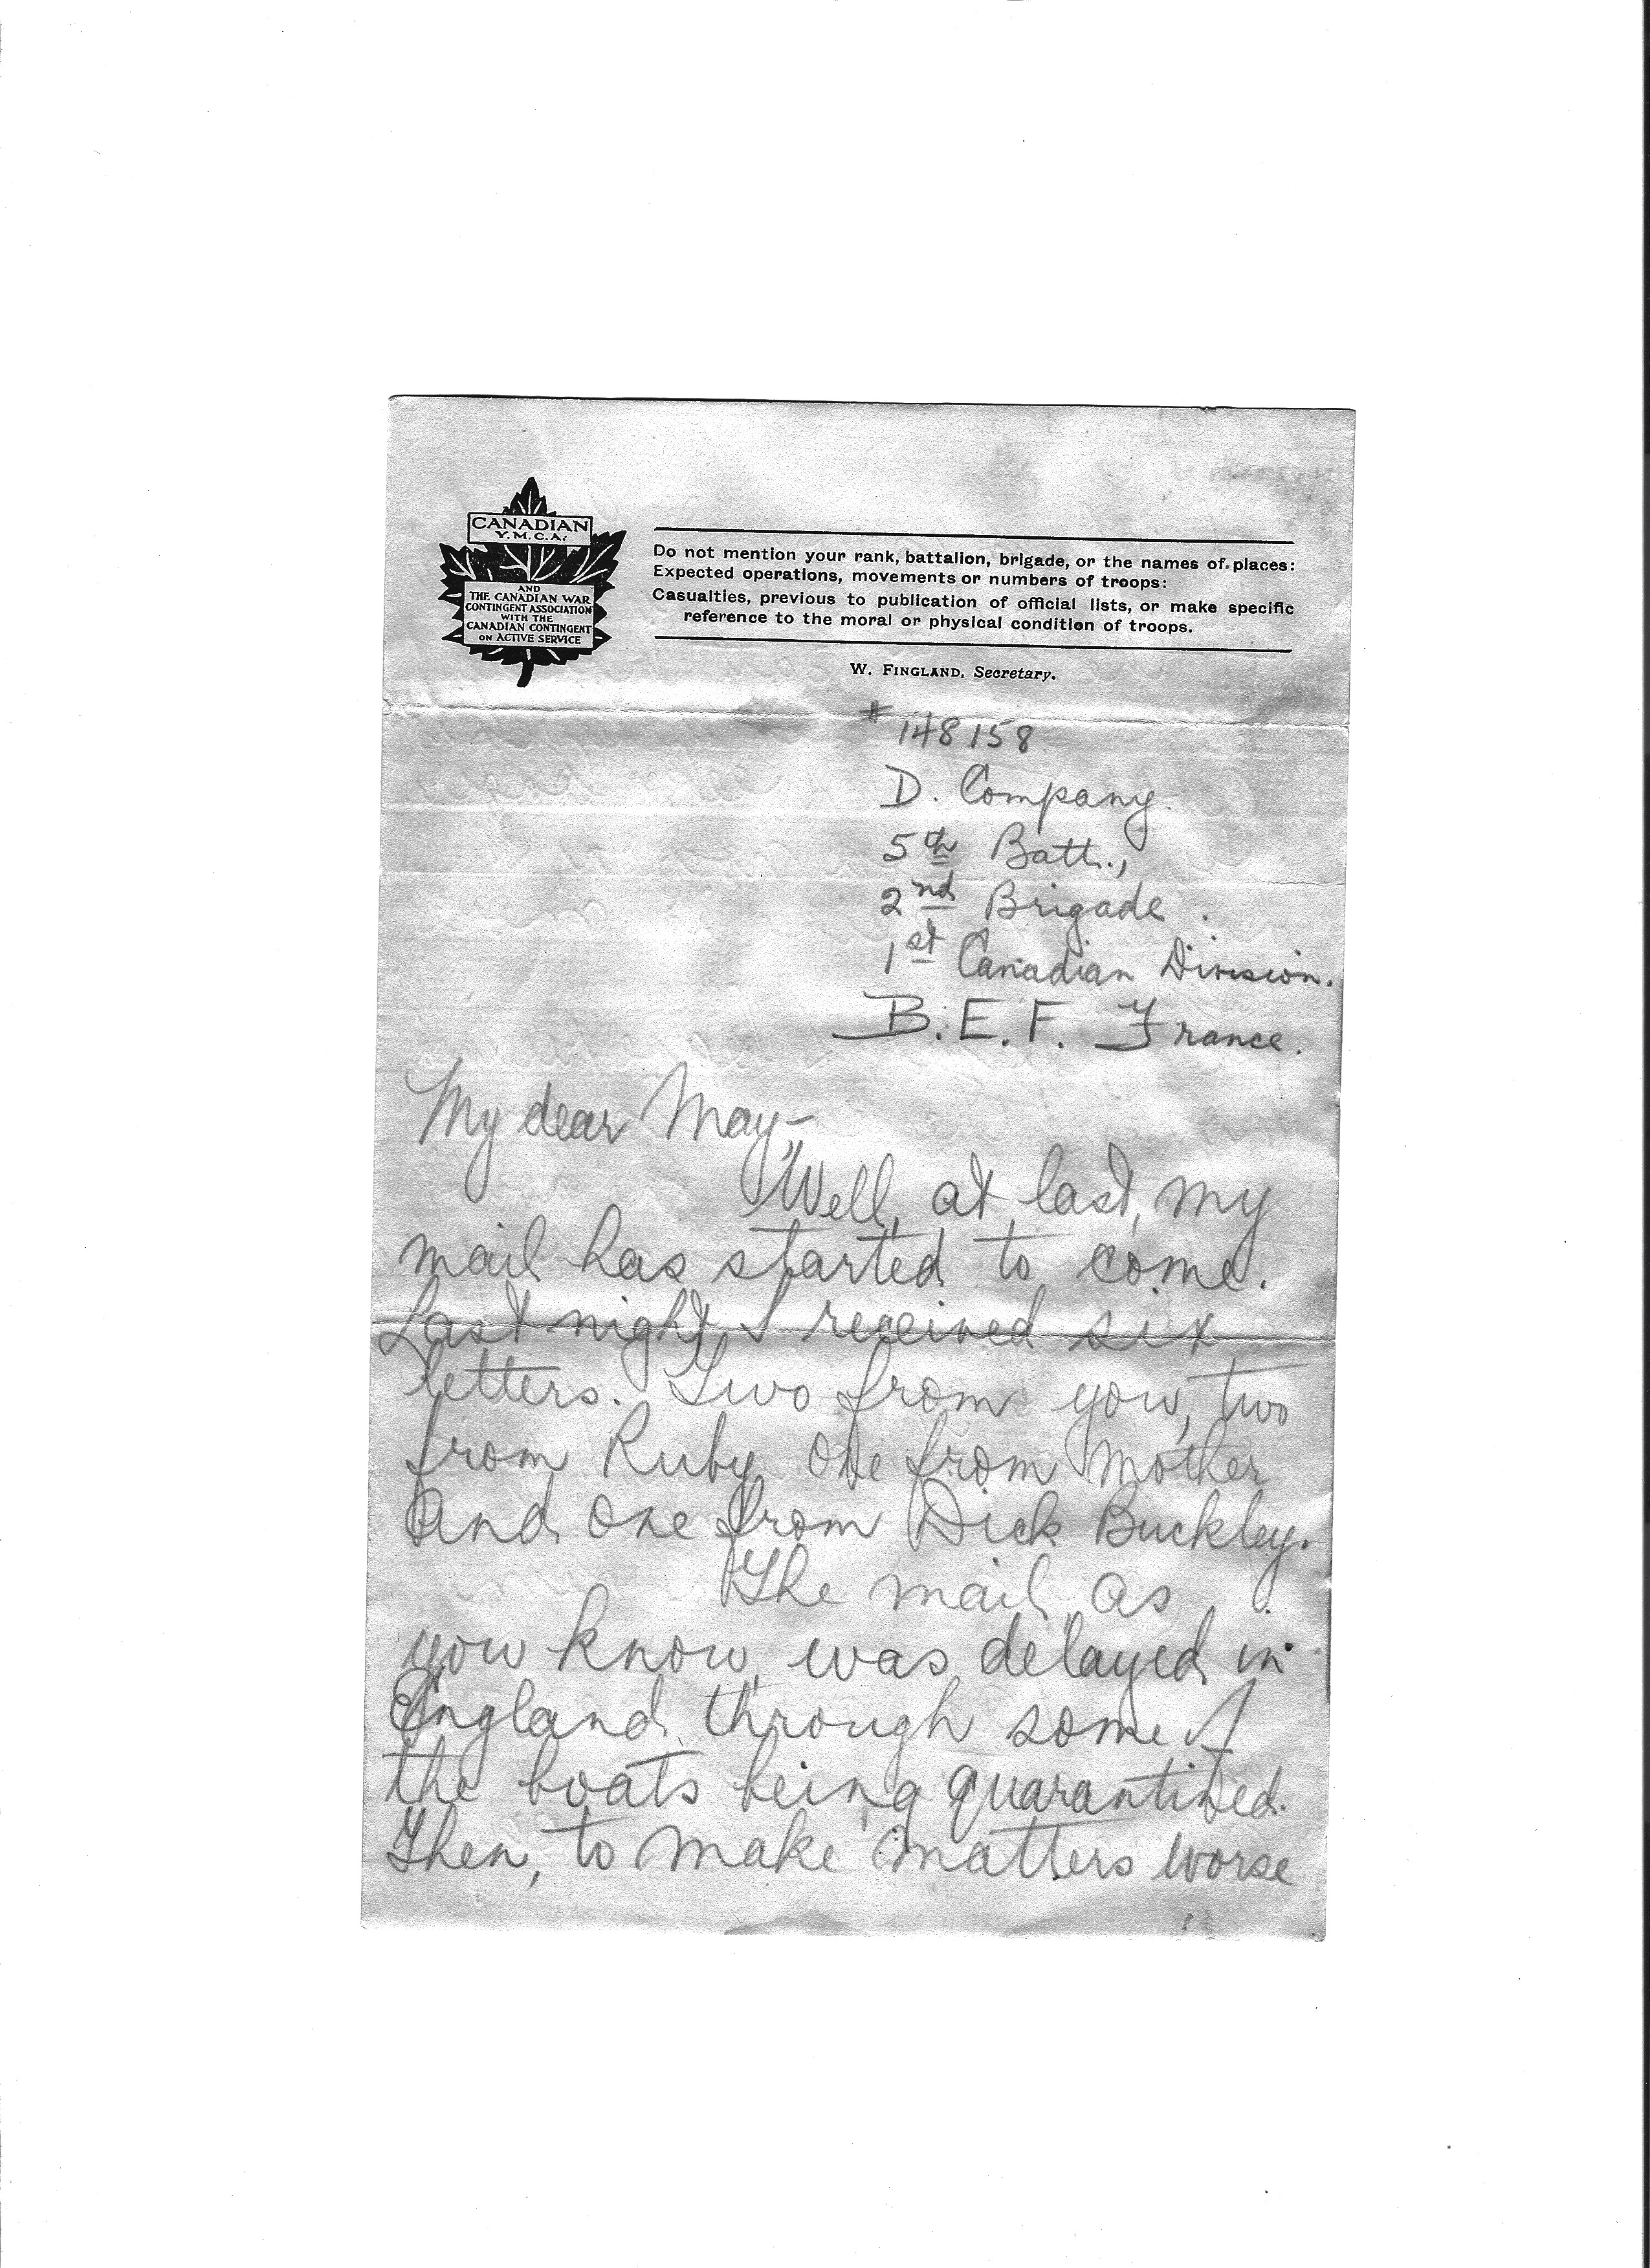 CANADIAN
Y.M.C.A.
AND
THE CANADIAN WAR
CONTINGENT ASSOCIATION
WITH THE
CANADIAN CONTINGENT
ON ACTIVE SERVICE
Do not mention your rank, battalion, brigade, or the names of places:
Expected operations, movements or numbers of troops:
Casualties, previous to publication of official lists, or make specific
reference to the moral or physical condition of troops.
W. FINGLAND, Secretary.
# 148158
D. Company.
5th Batt.,
2nd Brigade.
1st Canadian Division.
B.E.F. France.
My dear May,-
Well, at last, my
mail has started to come.
Last night, I received six
letters. Two from you, two
from Ruby, one from Mother
and one from Dick Buckley.
The mail, as
you know, was delayed in
England, through some of
the boats being quarantined.
Then, to make matters worse